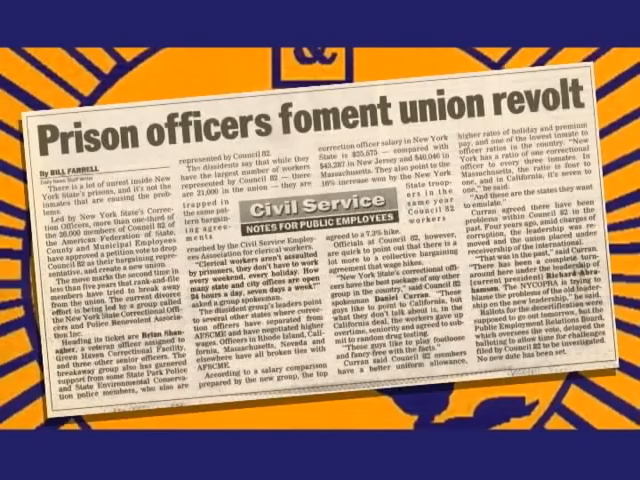 &
Prison officers foment union revolt
By BILL FARRELL
Daily News Staff Writer
There is a lot of unrest inside New
York State's prisons, and it's not the
inmates that are causing the prob-
lems.
Led by New York State's Correc-
tion Officers, more than one-third of
the 26,000 members of Council 82 of
the American Federation of State,
County and Municipal Employees
have approved a petition vote to drop
Council 82 as their bargaining repre-
sentative, and create a new union.
The move marks the second time in
less than five years that rank-and-file
members have tried to break away
from the union. The current divorce
effort is being led by a group called
the New York State Correctional Offi-
cers and Police Benevolent Associa-
tion Inc.
Heading its ticket are Brian Shan-
agher, a veteran officer assigned to
Green Haven Correctional Facility,
and three other senior officers. The
breakaway group also has garnered
support from some State Park Police
and State Environmental Conserva-
tion police members, who also are
represented by Council 82.
The dissidents say that while they
have the largest number of workers
represented by Council 82 — there
are 21,000 in the union — they are
trapped in
the same pat-
tern bargain-
ing agree-
ments
reached by the Civil Service Employ-
ees Association for clerical workers.
"Clerical workers aren't assaulted
by prisoners, they don't have to work
every weekend, every holiday. How
many state and city offices are open
24 hours a day, seven days a week?"
asked a group spokesman.
The dissident group's leaders point
to several other states where correc-
tion officers have separated from
AFSCME and have negotiated higher
wages. Officers in Rhode Island, Cali-
fornia, Massachusetts, Nevada and
elsewhere have all broken ties with
AFSCME.
According to a salary comparison
prepared by the new group, the top
Civil Service
NOTES FOR PUBLIC EMPLOYEES
correction officer salary in New York
State is $35,575 — compared with
$43,287 in New Jersey and $40,046 in
Massachusetts. They also point to the
16% increase won by the New York
State troop-
ers in the
same year
Council 82
workers
agreed to a 7.3% hike.
Officials at Council 82, however,
are quick to point out that there is a
lot more to a collective bargaining
agreement than wage hikes.
"New York State's correctional offi-
cers have the best package of any other
group in the country," said Council 82
spokesman Daniel Curran. "Those
guys like to point to California, but
what they don't talk about is, in the
California deal, the workers gave up
overtime, seniority and agreed to sub-
mit to random drug testing.
"Those guys like to play footloose
and fancy-free with the facts."
Curran said Council 82 members
have a better uniform allowance,
higher rates of holiday and premium
pay, and one of the lowest inmate to
officer ratios in the country. "New
York has a ratio of one correctional
officer to every three inmates. In
Massachusetts, the ratio is four to
one, and in California, it's seven to
one," he said.
"And these are the states they want
to emulate."
Curran agreed there have been
problems within Council 82 in the
past. Four years ago, amid charges of
corruption, the leadership was re-
moved and the union placed under
receivership of the international.
"That was in the past," said Curran.
"There has been a complete turn-
around here under the leadership of
[current president] Richard Abra-
hamson. The NYCOPBA is trying to
blame the problems of the old leader-
ship on the new leadership," he said.
Ballots for the decertification were
supposed to go out tomorrow, but the
Public Employment Relations Board,
which oversees the vote, delayed the
balloting to allow time for challenges
filed by Council 82 to be investigated.
No new date has been set.